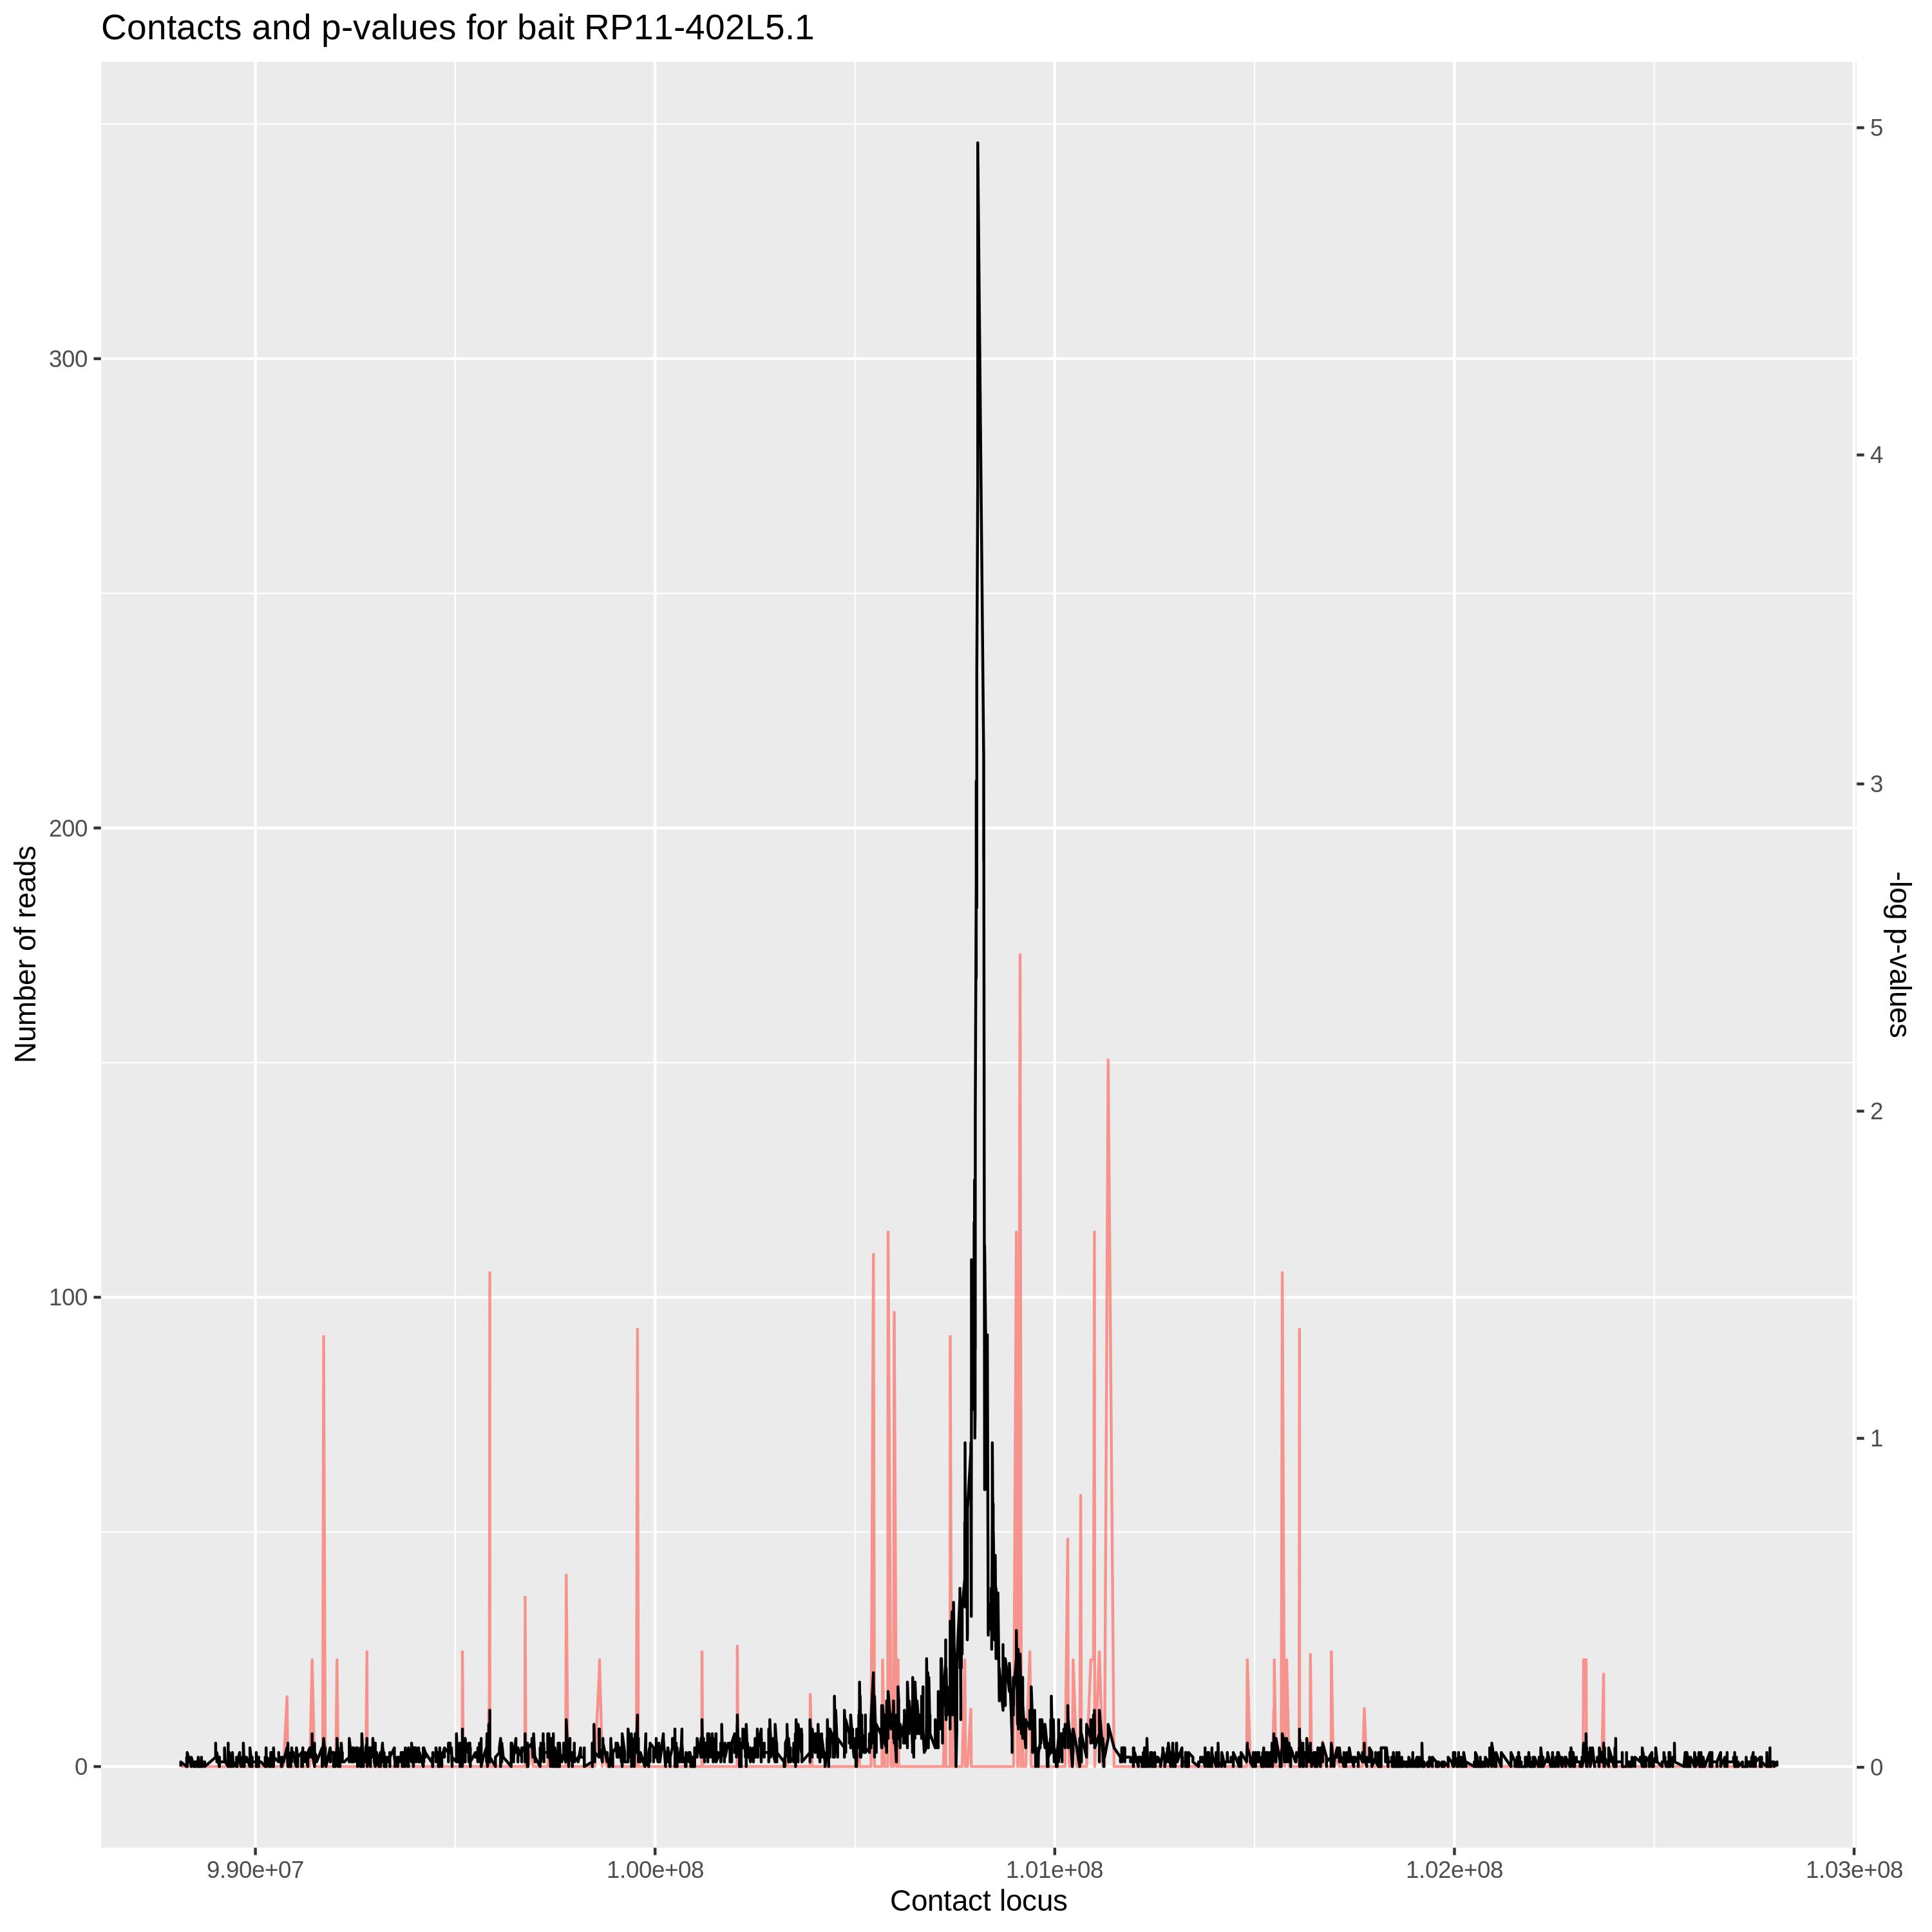 Contacts and p-values for bait RP11-402L5.1
Number of reads
300
200
100
0
5
4
3
2
1
0
-log p-values
9.90e+07
1.00e+08
1.01e+08
1.02e+08
1.03e+08
Contact locus